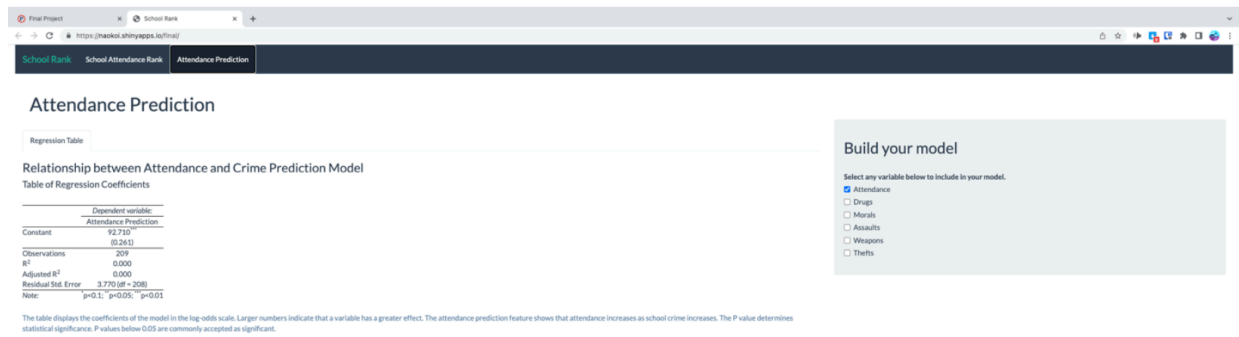 Final Project
School Rank
https://naokoi.shinyapps.io/final/
School Rank School Attendance Rank Attendance Prediction
Attendance Prediction
Regression Table
Relationship between Attendance and Crime Prediction Model
Table of Regression Coefficients
Dependent variable:
Attendance Prediction
Constant 92.710***
(0.261)
Observations 209
R² 0.000
Adjusted R² 0.000
Residual Std. Error 3.770 (df = 208)
Note: *p<0.1; **p<0.05; ***p<0.01
The table displays the coefficients of the model in the log-odds scale. Larger numbers indicate that a variable has a greater effect. The attendance prediction feature shows that attendance increases as school crime increases. The P value determines
statistical significance. P values below 0.05 are commonly accepted as significant.
Build your model
Select any variable below to include in your model.
Attendance
Drugs
Morals
Assaults
Weapons
Thefts